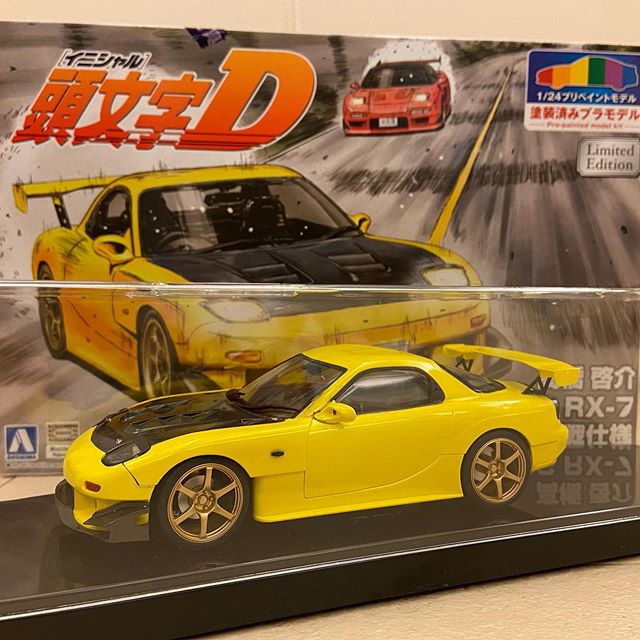 [イニシャル]
頭文字D
1/24プリペイントモデル
塗装済みプラモデル
Pre-painted model kit
Limited
Edition
啓介
RX-7
仕様